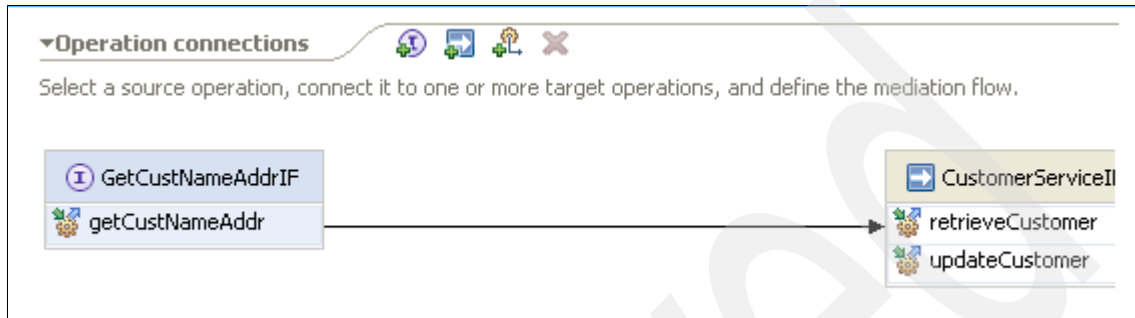 Operation connections
Select a source operation, connect it to one or more target operations, and define the mediation flow.
GetCustNameAddrIF
getCustNameAddr
retrieveCustomer
updateCustomer